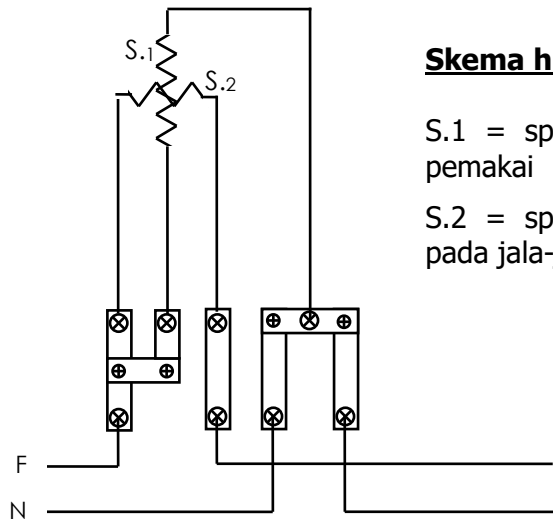 S.1
S.2
Skema h
S.1 = sp
pemakai
S.2 = sp
pada jala-
F
N